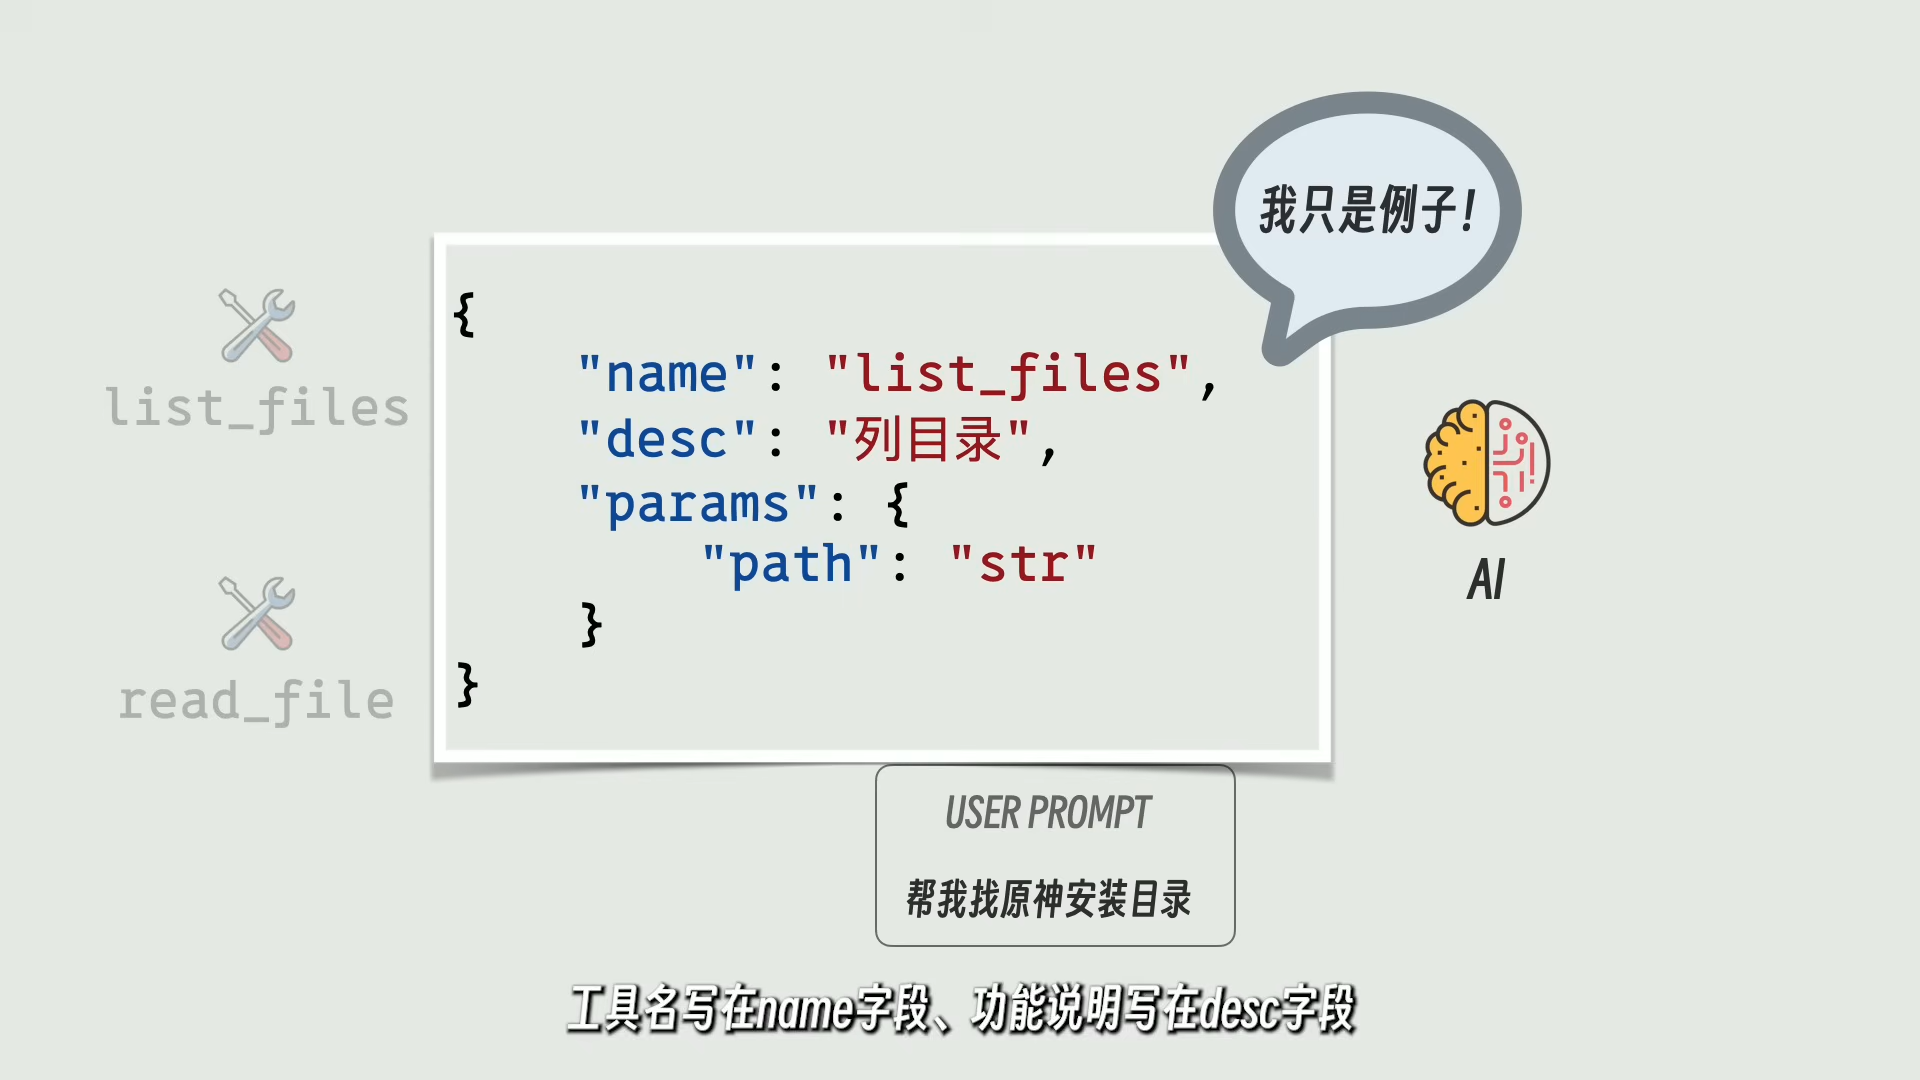 我只是例子!
{
"name": "list_files",
"desc": "列目录",
"params": {
"path": "str"
}
}
list_files
read_file
AI
USER PROMPT
帮我找原神安装目录
工具名写在name字段、功能说明写在desc字段